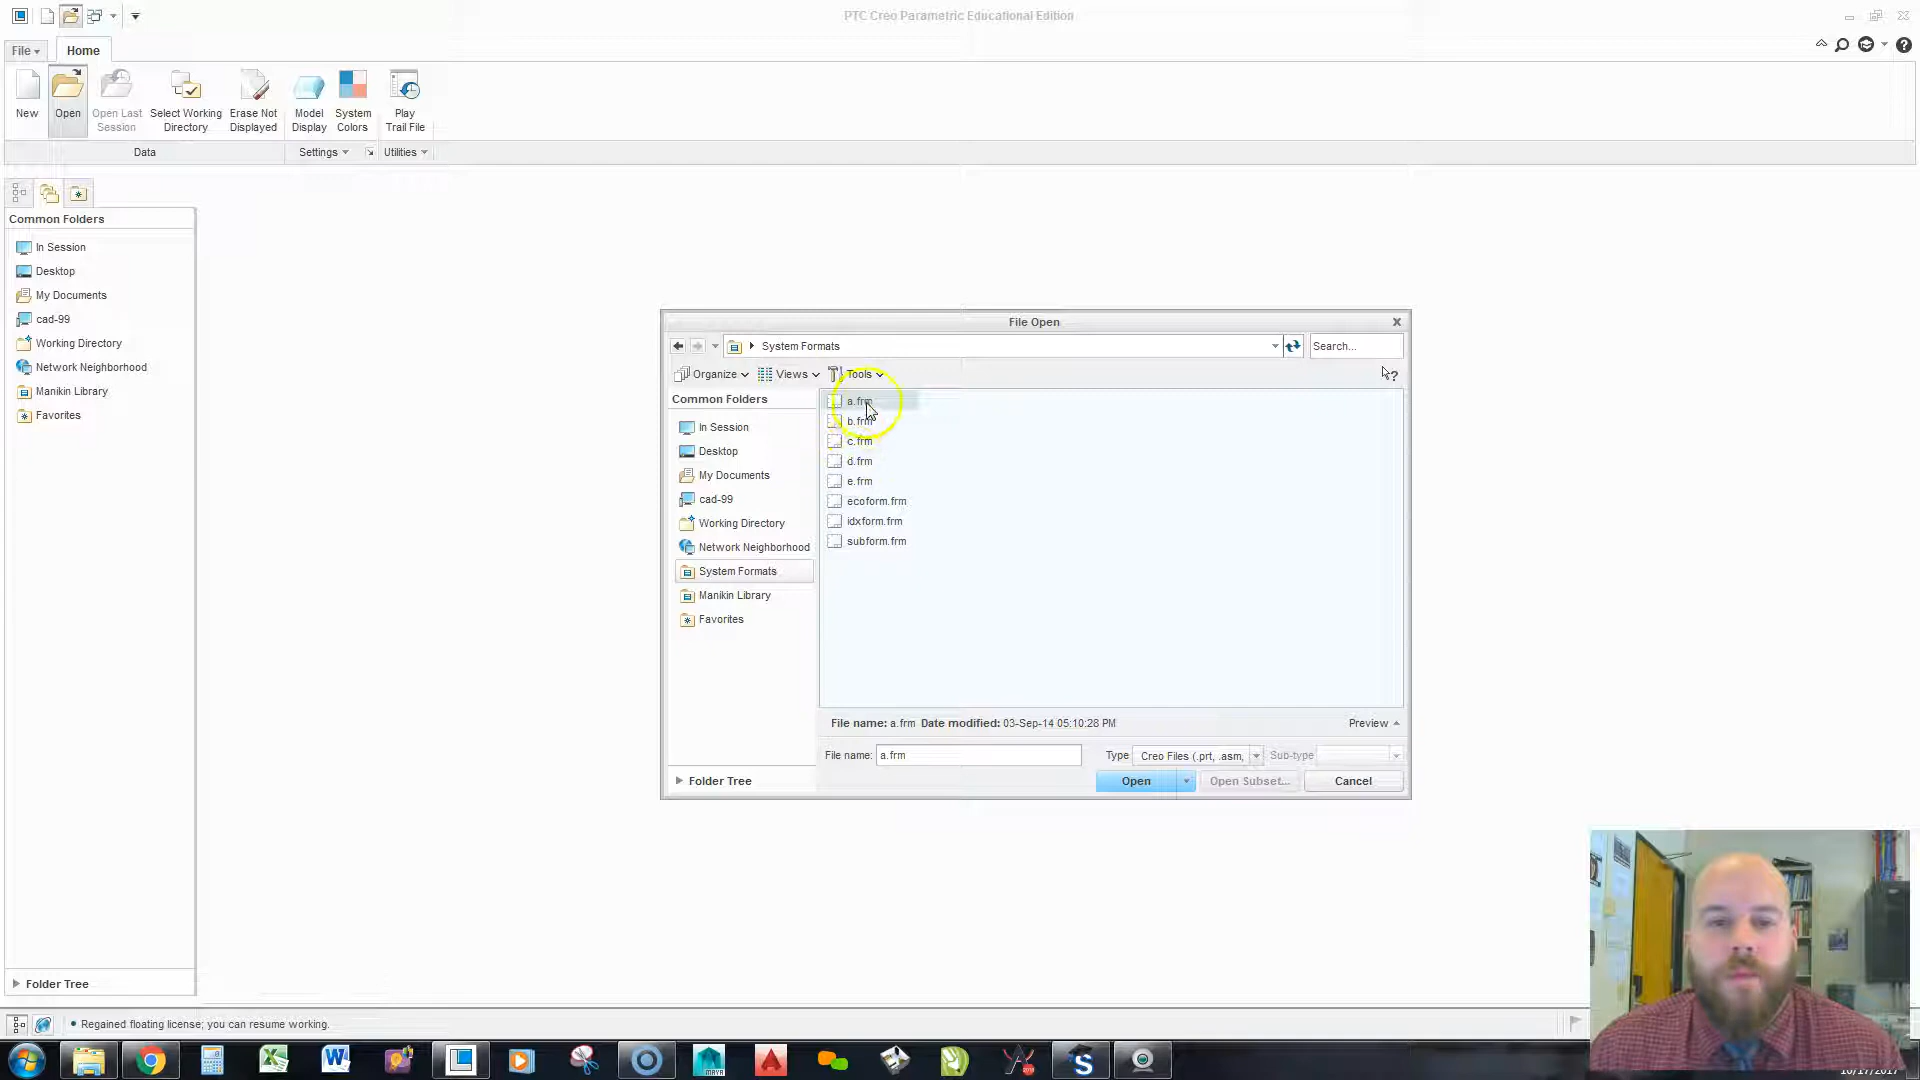 PTC Creo Parametric Educational Edition
File
Home
New
Open
Open Last
Session
Select Working
Directory
Erase Not
Displayed
Model
Display
System
Colors
Play
Trail File
Data
Settings
Utilities
Common Folders
In Session
Desktop
My Documents
cad-99
Working Directory
Network Neighborhood
Manikin Library
Favorites
Folder Tree
File Open
System Formats
Search...
Organize
Views
Tools
Common Folders
In Session
Desktop
My Documents
cad-99
Working Directory
Network Neighborhood
System Formats
Manikin Library
Favorites
Folder Tree
a.frm
b.frm
c.frm
d.frm
e.frm
ecoform.frm
idxform.frm
subform.frm
File name: a.frm Date modified: 03-Sep-14 05:10:28 PM
Preview
File name: a.frm
Type Creo Files (.prt, .asm,
Sub-type
Open
Open Subset...
Cancel
• Regained floating license; you can resume working.
MAYA
10/17/2017